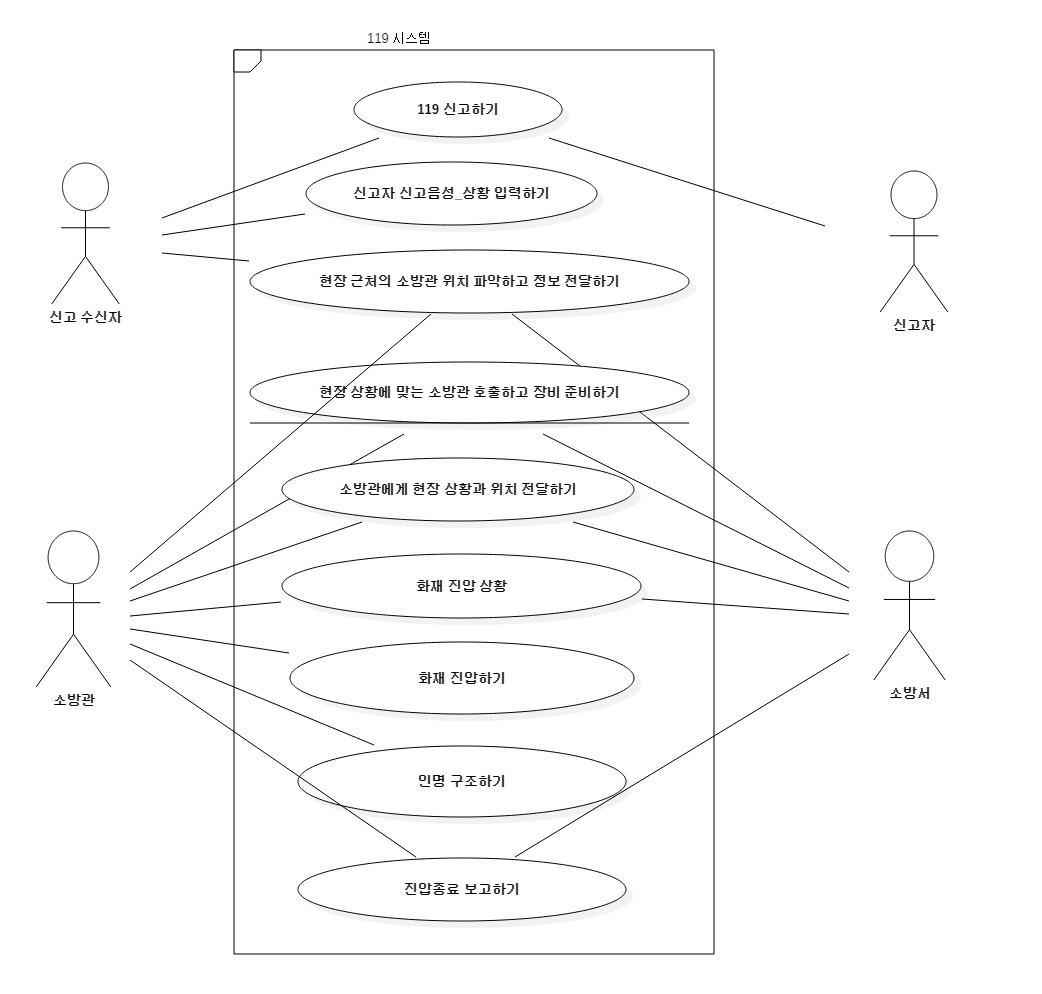 119 시스템
119 신고하기
신고자 신고음성_상황 입력하기
현장 근처의 소방관 위치 파악하고 정보 전달하기
신고 수신자
신고자
현장 상황에 맞는 소방관 호출하고 장비 준비하기
소방관에게 현장 상황과 위치 전달하기
화재 진압 상황
화재 진압하기
소방관
소방서
인명 구조하기
진압종료 보고하기